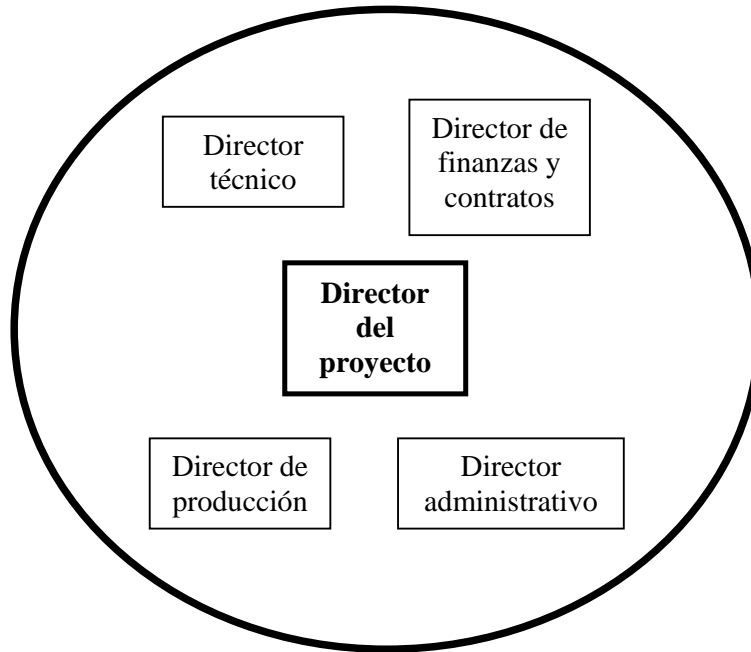 Director
técnico
Director de
finanzas y
contratos
Director
del
proyecto
Director de
producción
Director
administrativo